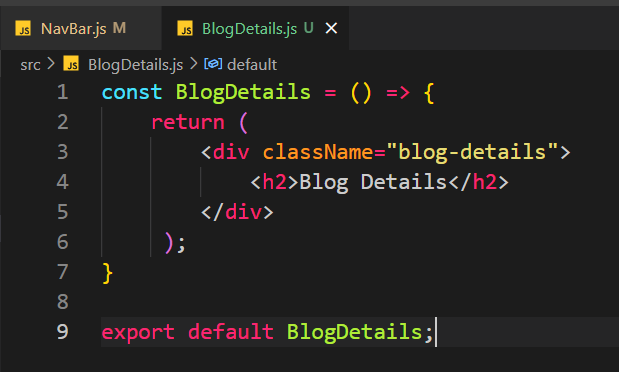 JS NavBar.js M JS BlogDetails.js U ×
src > JS BlogDetails.js > default
1 const BlogDetails = () => {
2     return (
3         <div className="blog-details">
4             <h2>Blog Details</h2>
5         </div>
6      );
7 }
8
9 export default BlogDetails;